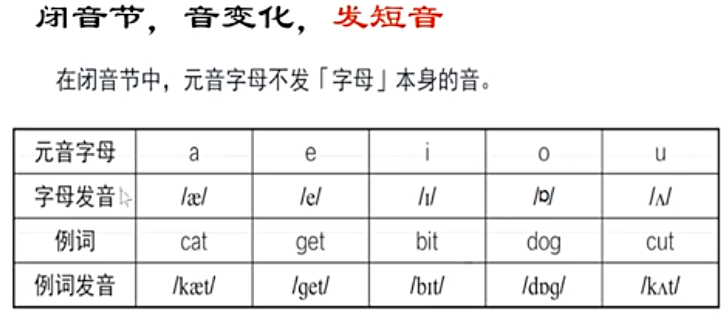 闭音节，音变化，发短音
在闭音节中，元音字母不发「字母」本身的音。
元音字母 a e i o u
字母发音 /æ/ /e/ /ɪ/ /ɒ/ /ʌ/
例词 cat get bit dog cut
例词发音 /kæt/ /get/ /bɪt/ /dɒg/ /kʌt/